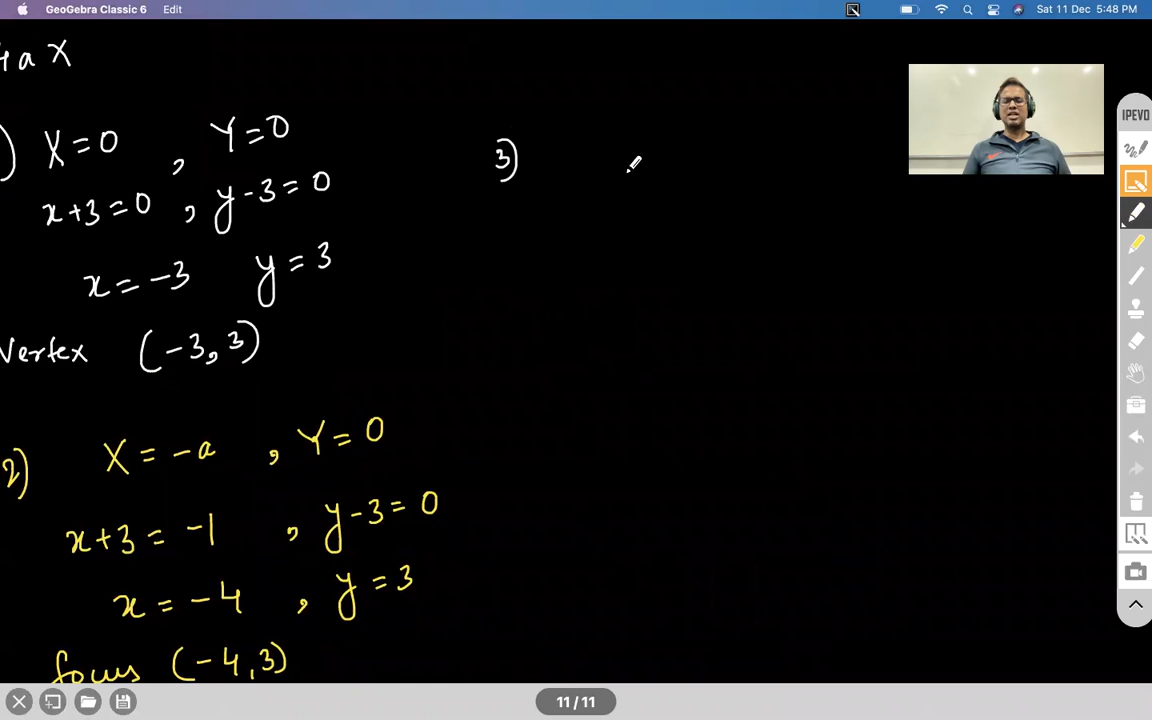 GeoGebra Classic 6 Edit Sat 11 Dec 5:48 PM
4aX
) X=0 , Y=0
x+3=0 , y-3=0
x=-3 y=3
Vertex (-3,3)
2) X=-a , Y=0
x+3=-1 , y-3=0
x=-4 , y=3
focus (-4,3)
3)
IPEVO
11/11